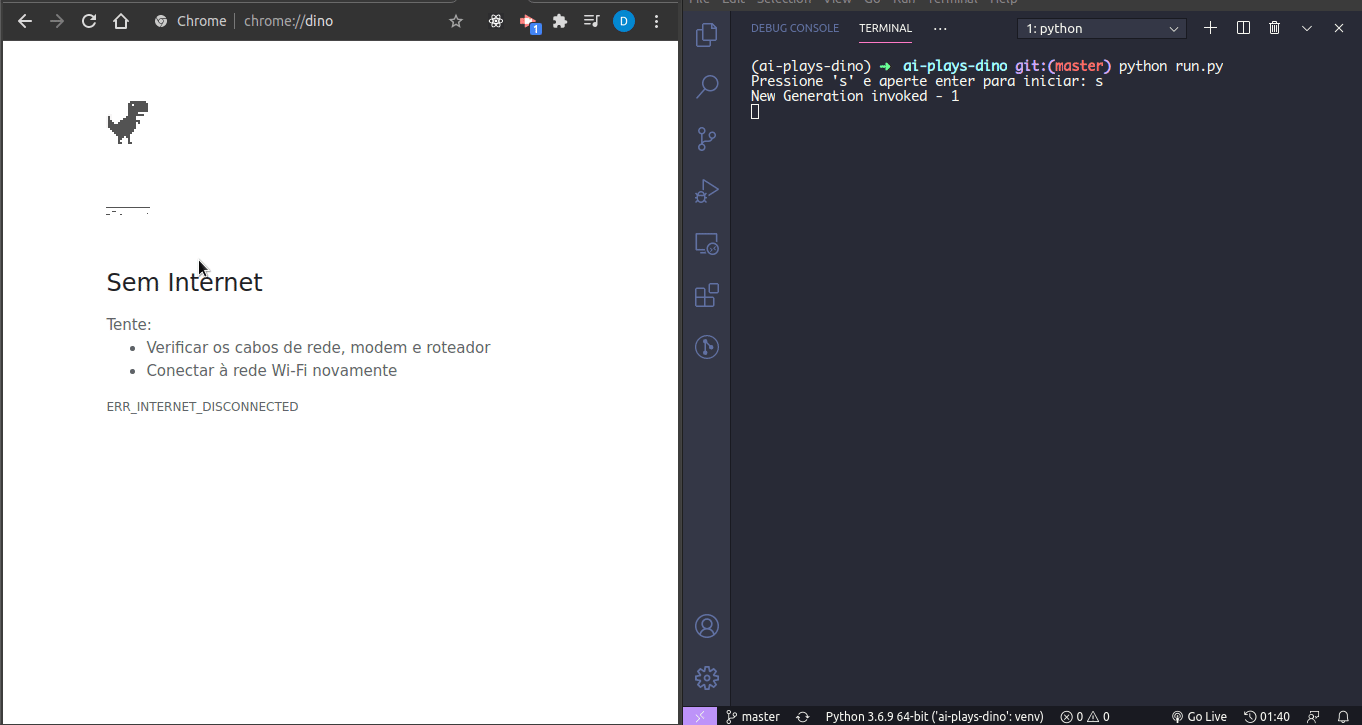 Chrome | chrome://dino
1
D
Sem Internet
Tente:
• Verificar os cabos de rede, modem e roteador
• Conectar à rede Wi-Fi novamente
ERR_INTERNET_DISCONNECTED
File Edit Selection View Go Run Terminal Help
DEBUG CONSOLE TERMINAL ··· 1: python
(ai-plays-dino) ➜ ai-plays-dino git:(master) python run.py
Pressione 's' e aperte enter para iniciar: s
New Generation invoked - 1
master Python 3.6.9 64-bit ('ai-plays-dino': venv) 0 0 Go Live 01:40